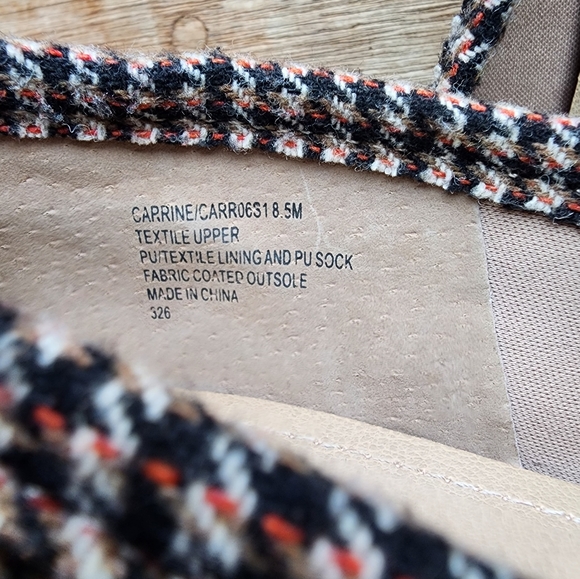 CARRINE/CARR06S1 8.5M
TEXTILE UPPER
PU/TEXTILE LINING AND PU SOCK
FABRIC COATED OUTSOLE
MADE IN CHINA
326